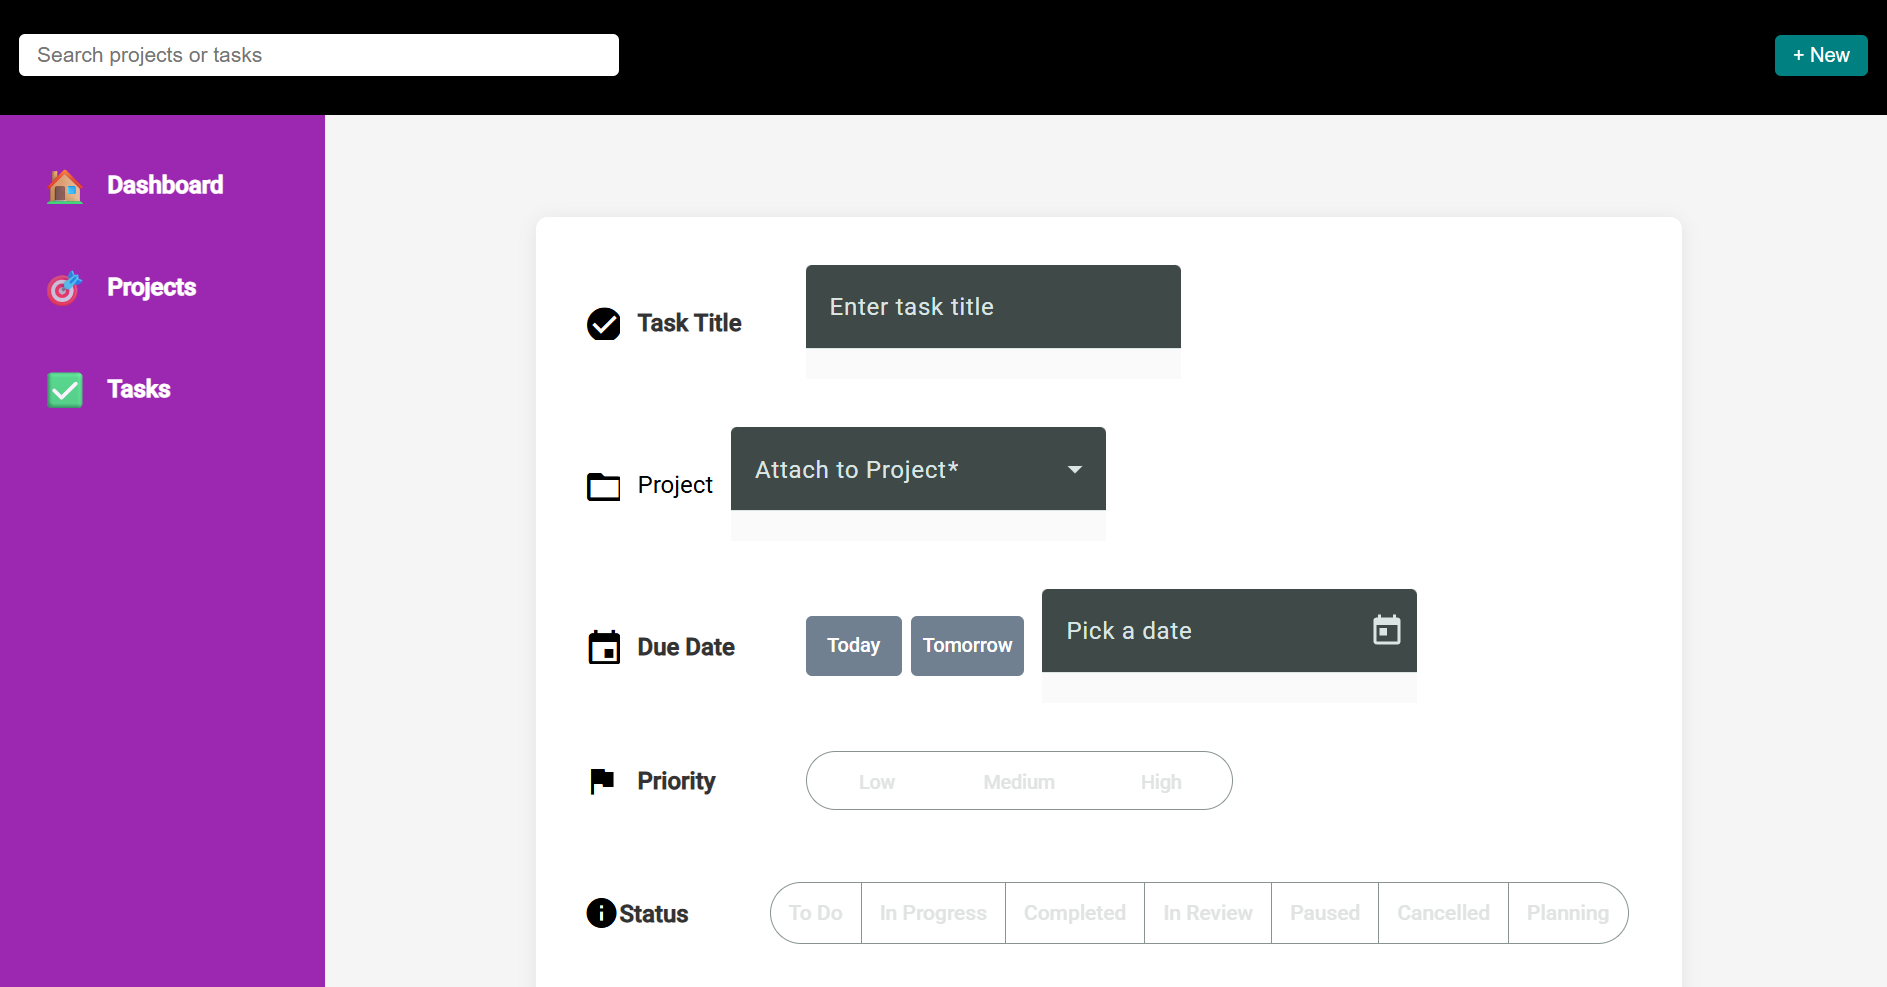 Search projects or tasks
+ New
Dashboard
Projects
Tasks
Task Title
Enter task title
Project
Attach to Project*
Due Date
Today
Tomorrow
Pick a date
Priority
Low
Medium
High
Status
To Do
In Progress
Completed
In Review
Paused
Cancelled
Planning